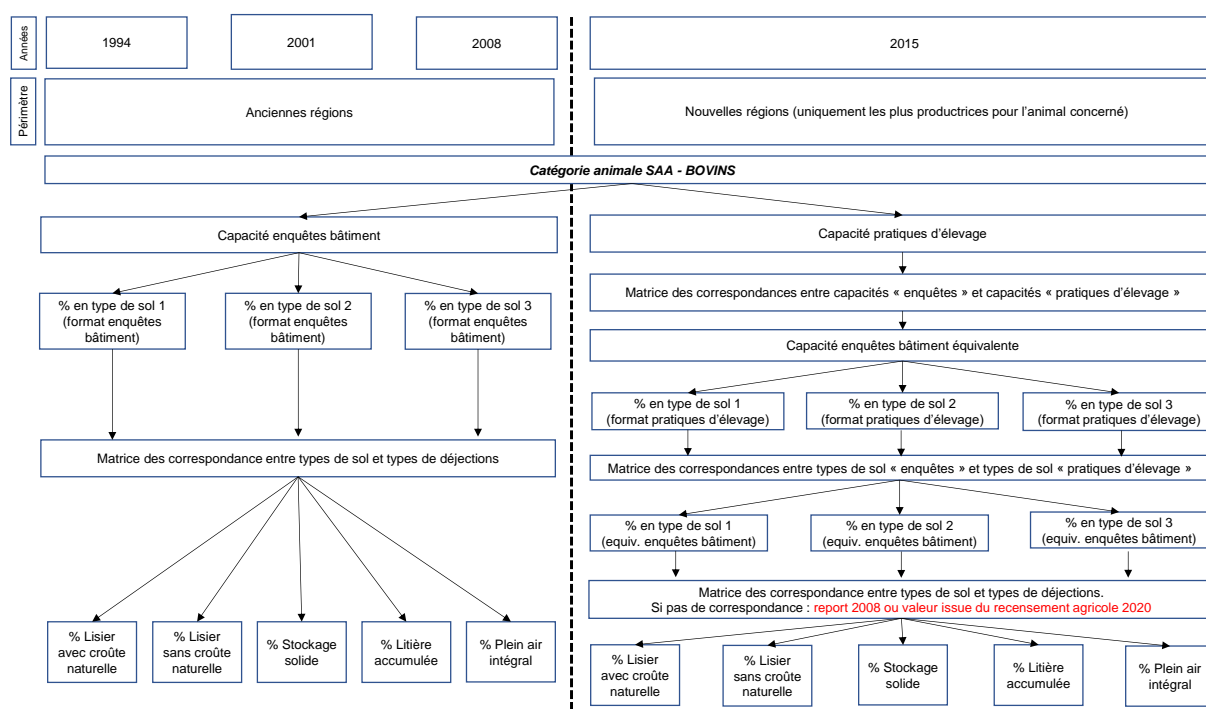 Années
1994
2001
2008
2015
Périmètre
Anciennes régions
Nouvelles régions (uniquement les plus productrices pour l'animal concerné)
Catégorie animale SAA - BOVINS
Capacité enquêtes bâtiment
% en type de sol 1
(format enquêtes
bâtiment)
% en type de sol 2
(format enquêtes
bâtiment)
% en type de sol 3
(format enquêtes
bâtiment)
Matrice des correspondance entre types de sol et types de déjections
% Lisier
avec croûte
naturelle
% Lisier
sans croûte
naturelle
% Stockage
solide
% Litière
accumulée
% Plein air
intégral
Capacité pratiques d'élevage
Matrice des correspondances entre capacités « enquêtes » et capacités « pratiques d'élevage »
Capacité enquêtes bâtiment équivalente
% en type de sol 1
(format pratiques d'élevage)
% en type de sol 2
(format pratiques d'élevage)
% en type de sol 3
(format pratiques d'élevage)
Matrice des correspondances entre types de sol « enquêtes » et types de sol « pratiques d'élevage »
% en type de sol 1
(equiv. enquêtes bâtiment)
% en type de sol 2
(equiv. enquêtes bâtiment)
% en type de sol 3
(equiv. enquêtes bâtiment)
Matrice des correspondance entre types de sol et types de déjections.
Si pas de correspondance : report 2008 ou valeur issue du recensement agricole 2020
% Lisier
avec croûte
naturelle
% Lisier
sans croûte
naturelle
% Stockage
solide
% Litière
accumulée
% Plein air
intégral